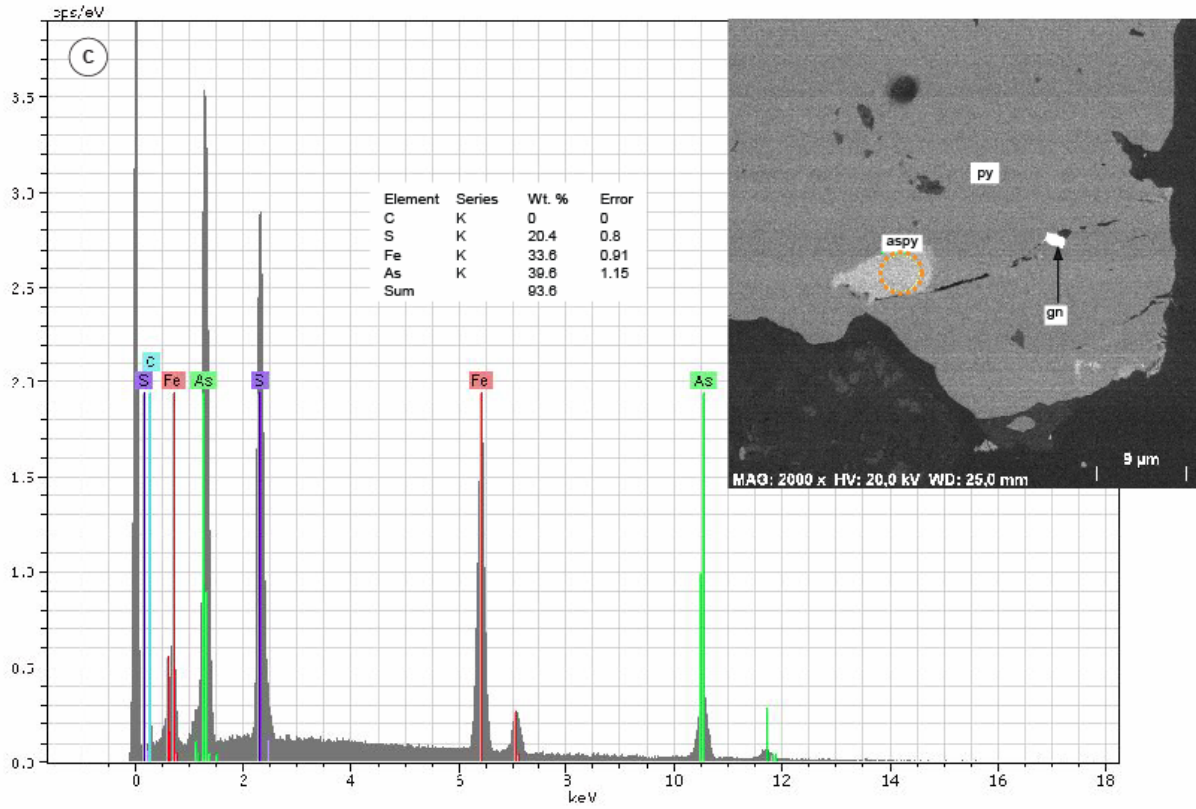 cps/eV
C
3.5
3.0
2.5
2.0
1.5
1.0
0.5
0.0
Element Series Wt. % Error
C K 0 0
S K 20.4 0.8
Fe K 33.6 0.91
As K 39.6 1.15
Sum 93.6
C
S Fe As S Fe As
0 2 4 6 8 10 12 14 16 18
keV
py
aspy
gn
9 µm
MAG: 2000 x HV: 20,0 kV WD: 25,0 mm